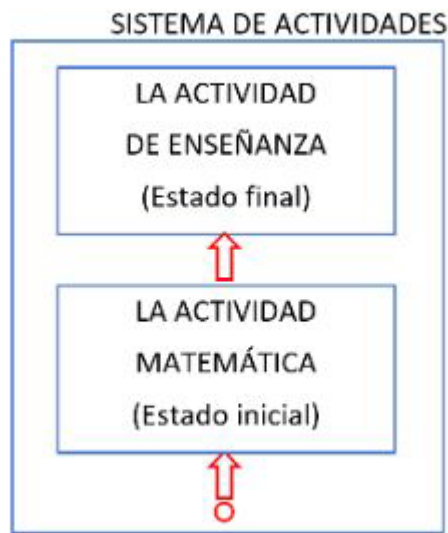 SISTEMA DE ACTIVIDADES
LA ACTIVIDAD
DE ENSEÑANZA
(Estado final)
LA ACTIVIDAD
MATEMÁTICA
(Estado inicial)